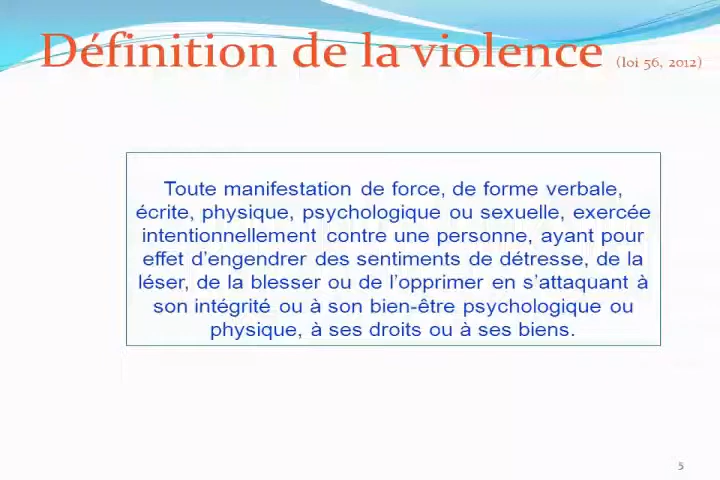 Définition de la violence (loi 56, 2012)
Toute manifestation de force, de forme verbale,
écrite, physique, psychologique ou sexuelle, exercée
intentionnellement contre une personne, ayant pour
effet d'engendrer des sentiments de détresse, de la
léser, de la blesser ou de l'opprimer en s'attaquant à
son intégrité ou à son bien-être psychologique ou
physique, à ses droits ou à ses biens.
5